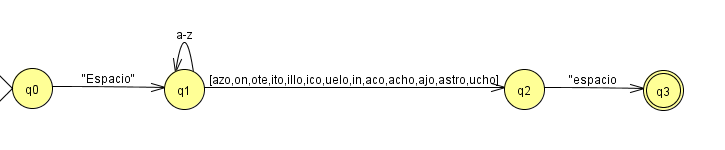 a-z
q0
"Espacio"
q1
[azo,on,ote,ito,illo,ico,uelo,in,aco,acho,ajo,astro,ucho]
q2
"espacio
q3